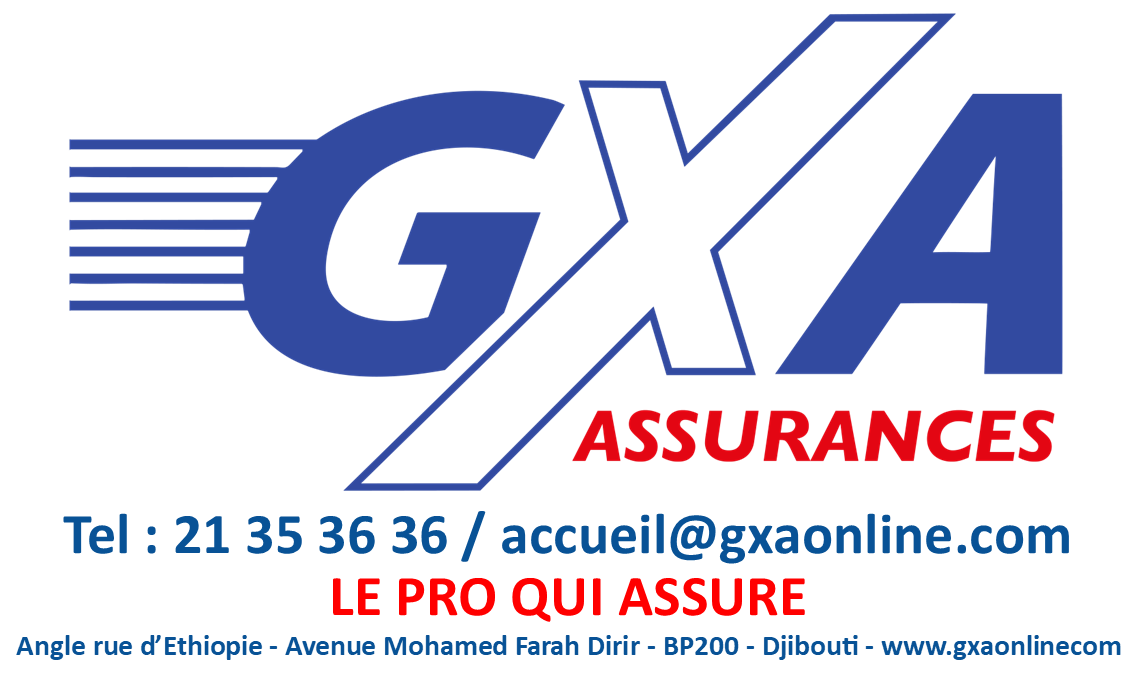 GXA
ASSURANCES
Tel : 21 35 36 36 / accueil@gxaonline.com
LE PRO QUI ASSURE
Angle rue d’Ethiopie - Avenue Mohamed Farah Dirir - BP200 - Djibouti - www.gxaonlinecom